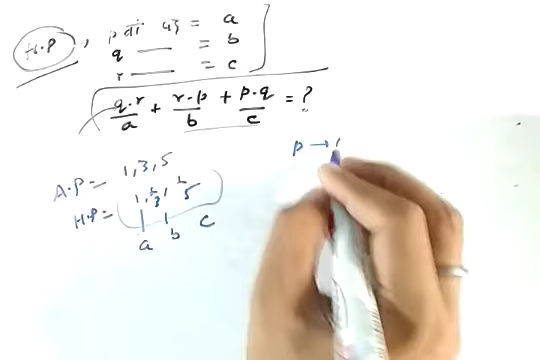 H.P, p वां पद = a
q — = b
r — = c
q.r/a + r.p/b + p.q/c = ?
p → 1
A.P = 1, 3, 5
H.P = 1, 1/3, 1/5
a b c